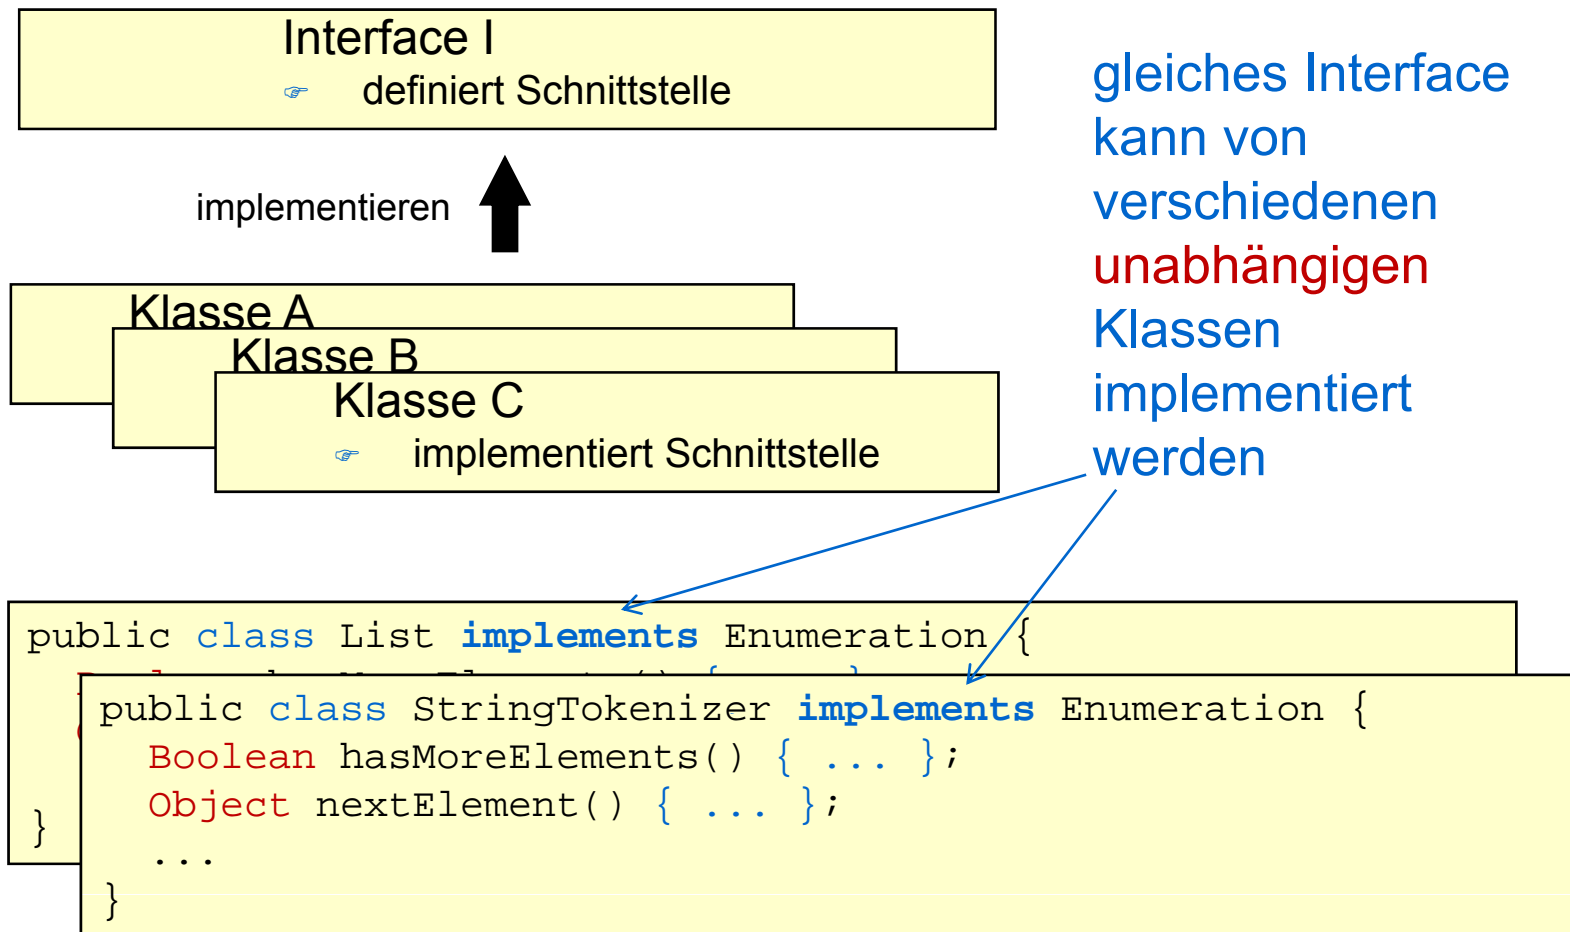 Interface I
☞ definiert Schnittstelle
implementieren
Klasse A
Klasse B
Klasse C
☞ implementiert Schnittstelle
gleiches Interface
kann von
verschiedenen
unabhängigen
Klassen
implementiert
werden
public class List implements Enumeration {
}
public class StringTokenizer implements Enumeration {
Boolean hasMoreElements() { ... };
Object nextElement() { ... };
...
}